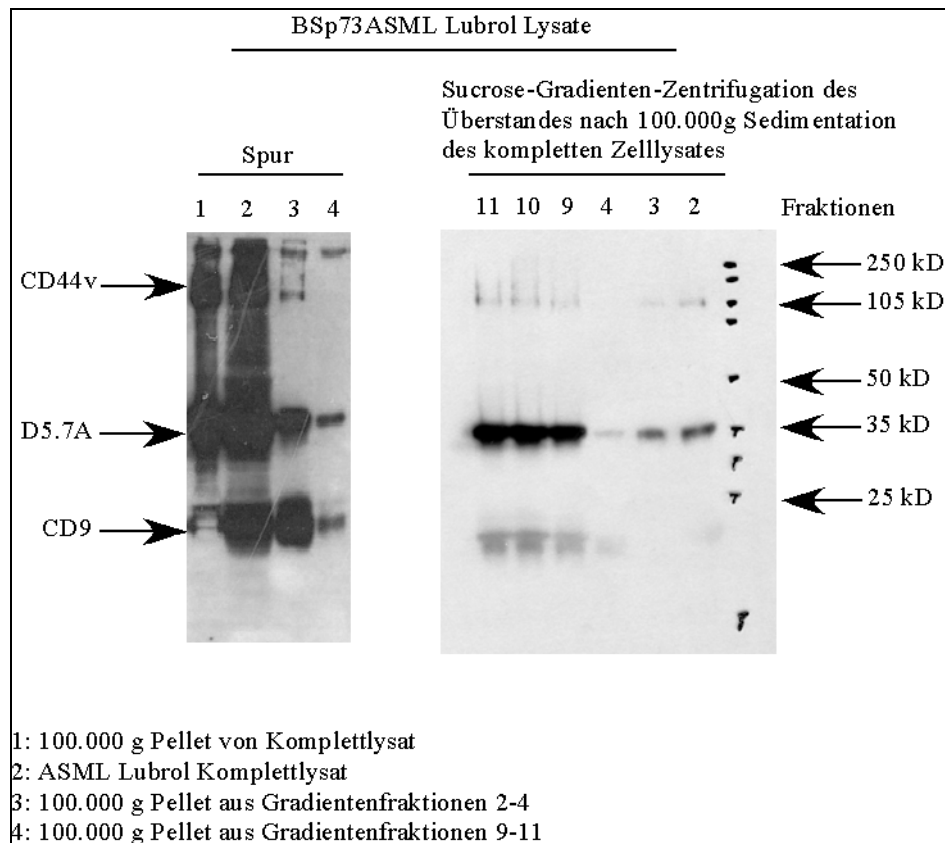 BSp73ASML Lubrol Lysate
Sucrose-Gradienten-Zentrifugation des
Überstandes nach 100.000g Sedimentation
des kompletten Zelllysates
Spur
1 2 3 4
11 10 9 4 3 2 Fraktionen
CD44v
D5.7A
CD9
250 kD
105 kD
50 kD
35 kD
25 kD
1: 100.000 g Pellet von Komplettlysat
2: ASML Lubrol Komplettlysat
3: 100.000 g Pellet aus Gradientenfraktionen 2-4
4: 100.000 g Pellet aus Gradientenfraktionen 9-11